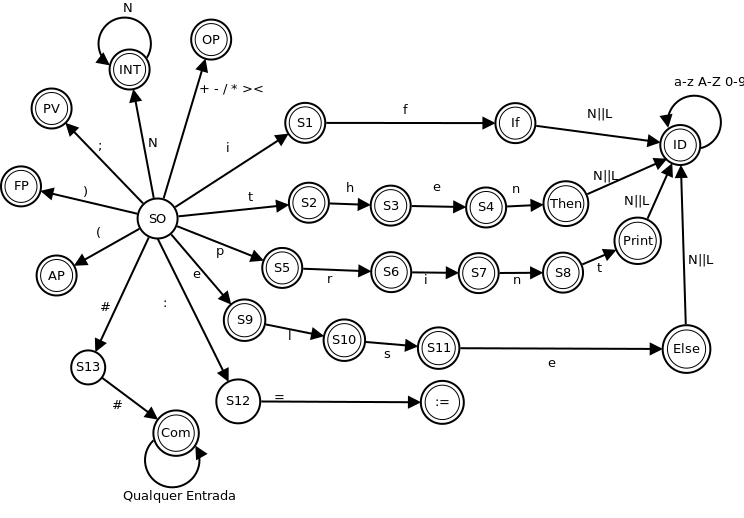 N
OP
INT
a-z A-Z 0-9
+ - / * ><
PV
S1
f
If
N||L
ID
;
N
i
FP
)
t
S2
h
S3
e
S4
n
Then
N||L
N||L
SO
(
p
Print
AP
e
S5
r
S6
i
S7
n
S8
t
N||L
#
:
S9
l
S10
s
S11
e
Else
S13
#
S12
=
:=
Com
Qualquer Entrada